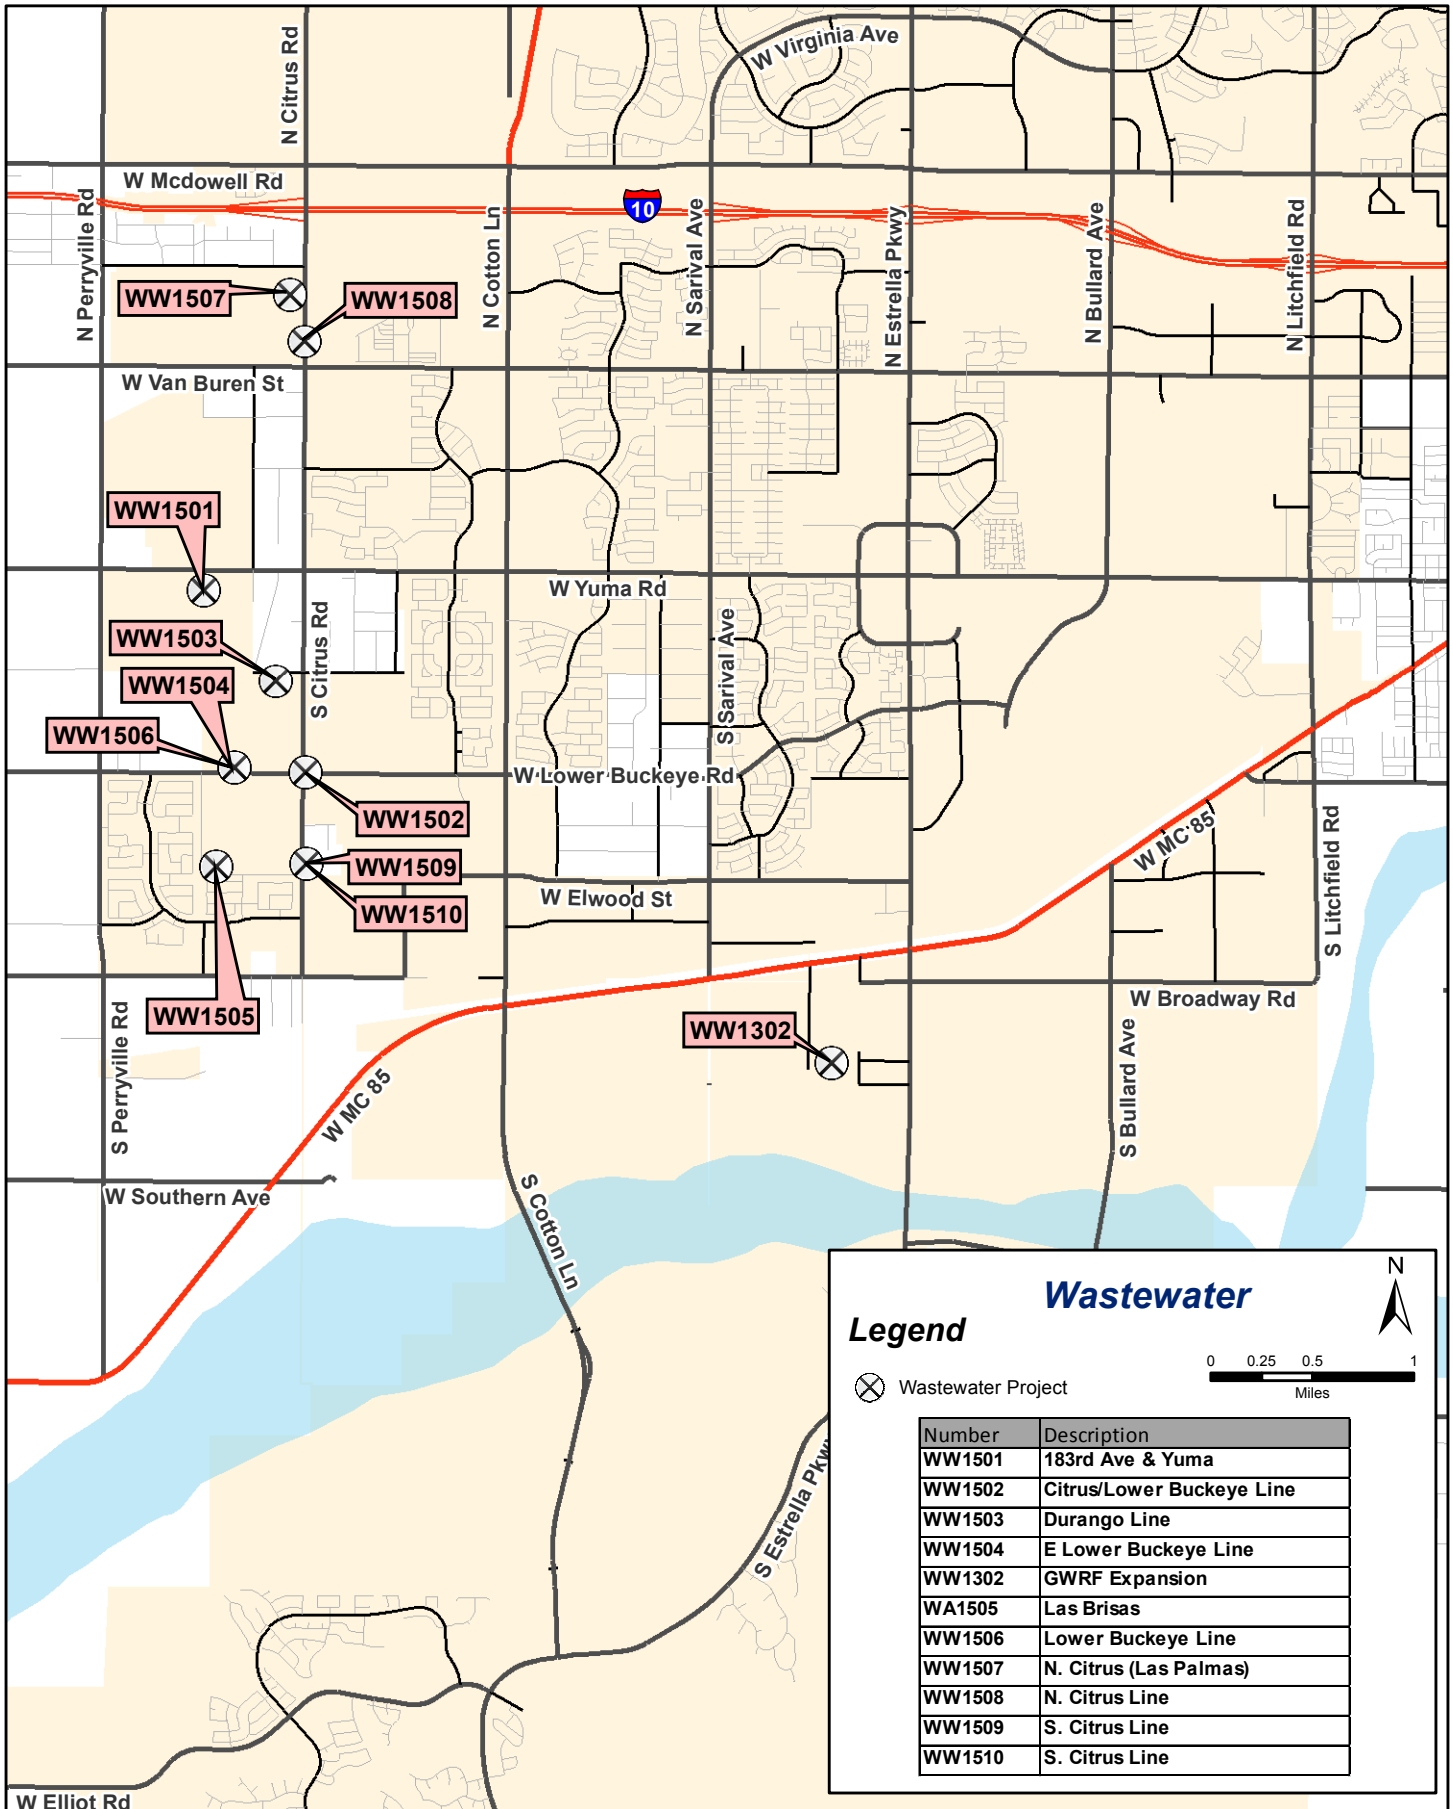 W Virginia Ave
N Citrus Rd
W Mcdowell Rd
10
N Perryville Rd
N Cotton Ln
N Sarival Ave
N Estrella Pkwy
N Bullard Ave
N Litchfield Rd
WW1507
WW1508
W Van Buren St
WW1501
W Yuma Rd
WW1503
S Citrus Rd
S Sarival Ave
WW1504
WW1506
W Lower Buckeye Rd
WW1502
W MC 85
S Litchfield Rd
WW1509
W Elwood St
WW1510
WW1505
W Broadway Rd
WW1302
S Perryville Rd
W MC 85
S Bullard Ave
W Southern Ave
S Cotton Ln
S Estrella Pkwy
W Elliot Rd
Wastewater
N
Legend
0 0.25 0.5 1
Miles
Wastewater Project
Number Description
WW1501 183rd Ave & Yuma
WW1502 Citrus/Lower Buckeye Line
WW1503 Durango Line
WW1504 E Lower Buckeye Line
WW1302 GWRF Expansion
WA1505 Las Brisas
WW1506 Lower Buckeye Line
WW1507 N. Citrus (Las Palmas)
WW1508 N. Citrus Line
WW1509 S. Citrus Line
WW1510 S. Citrus Line